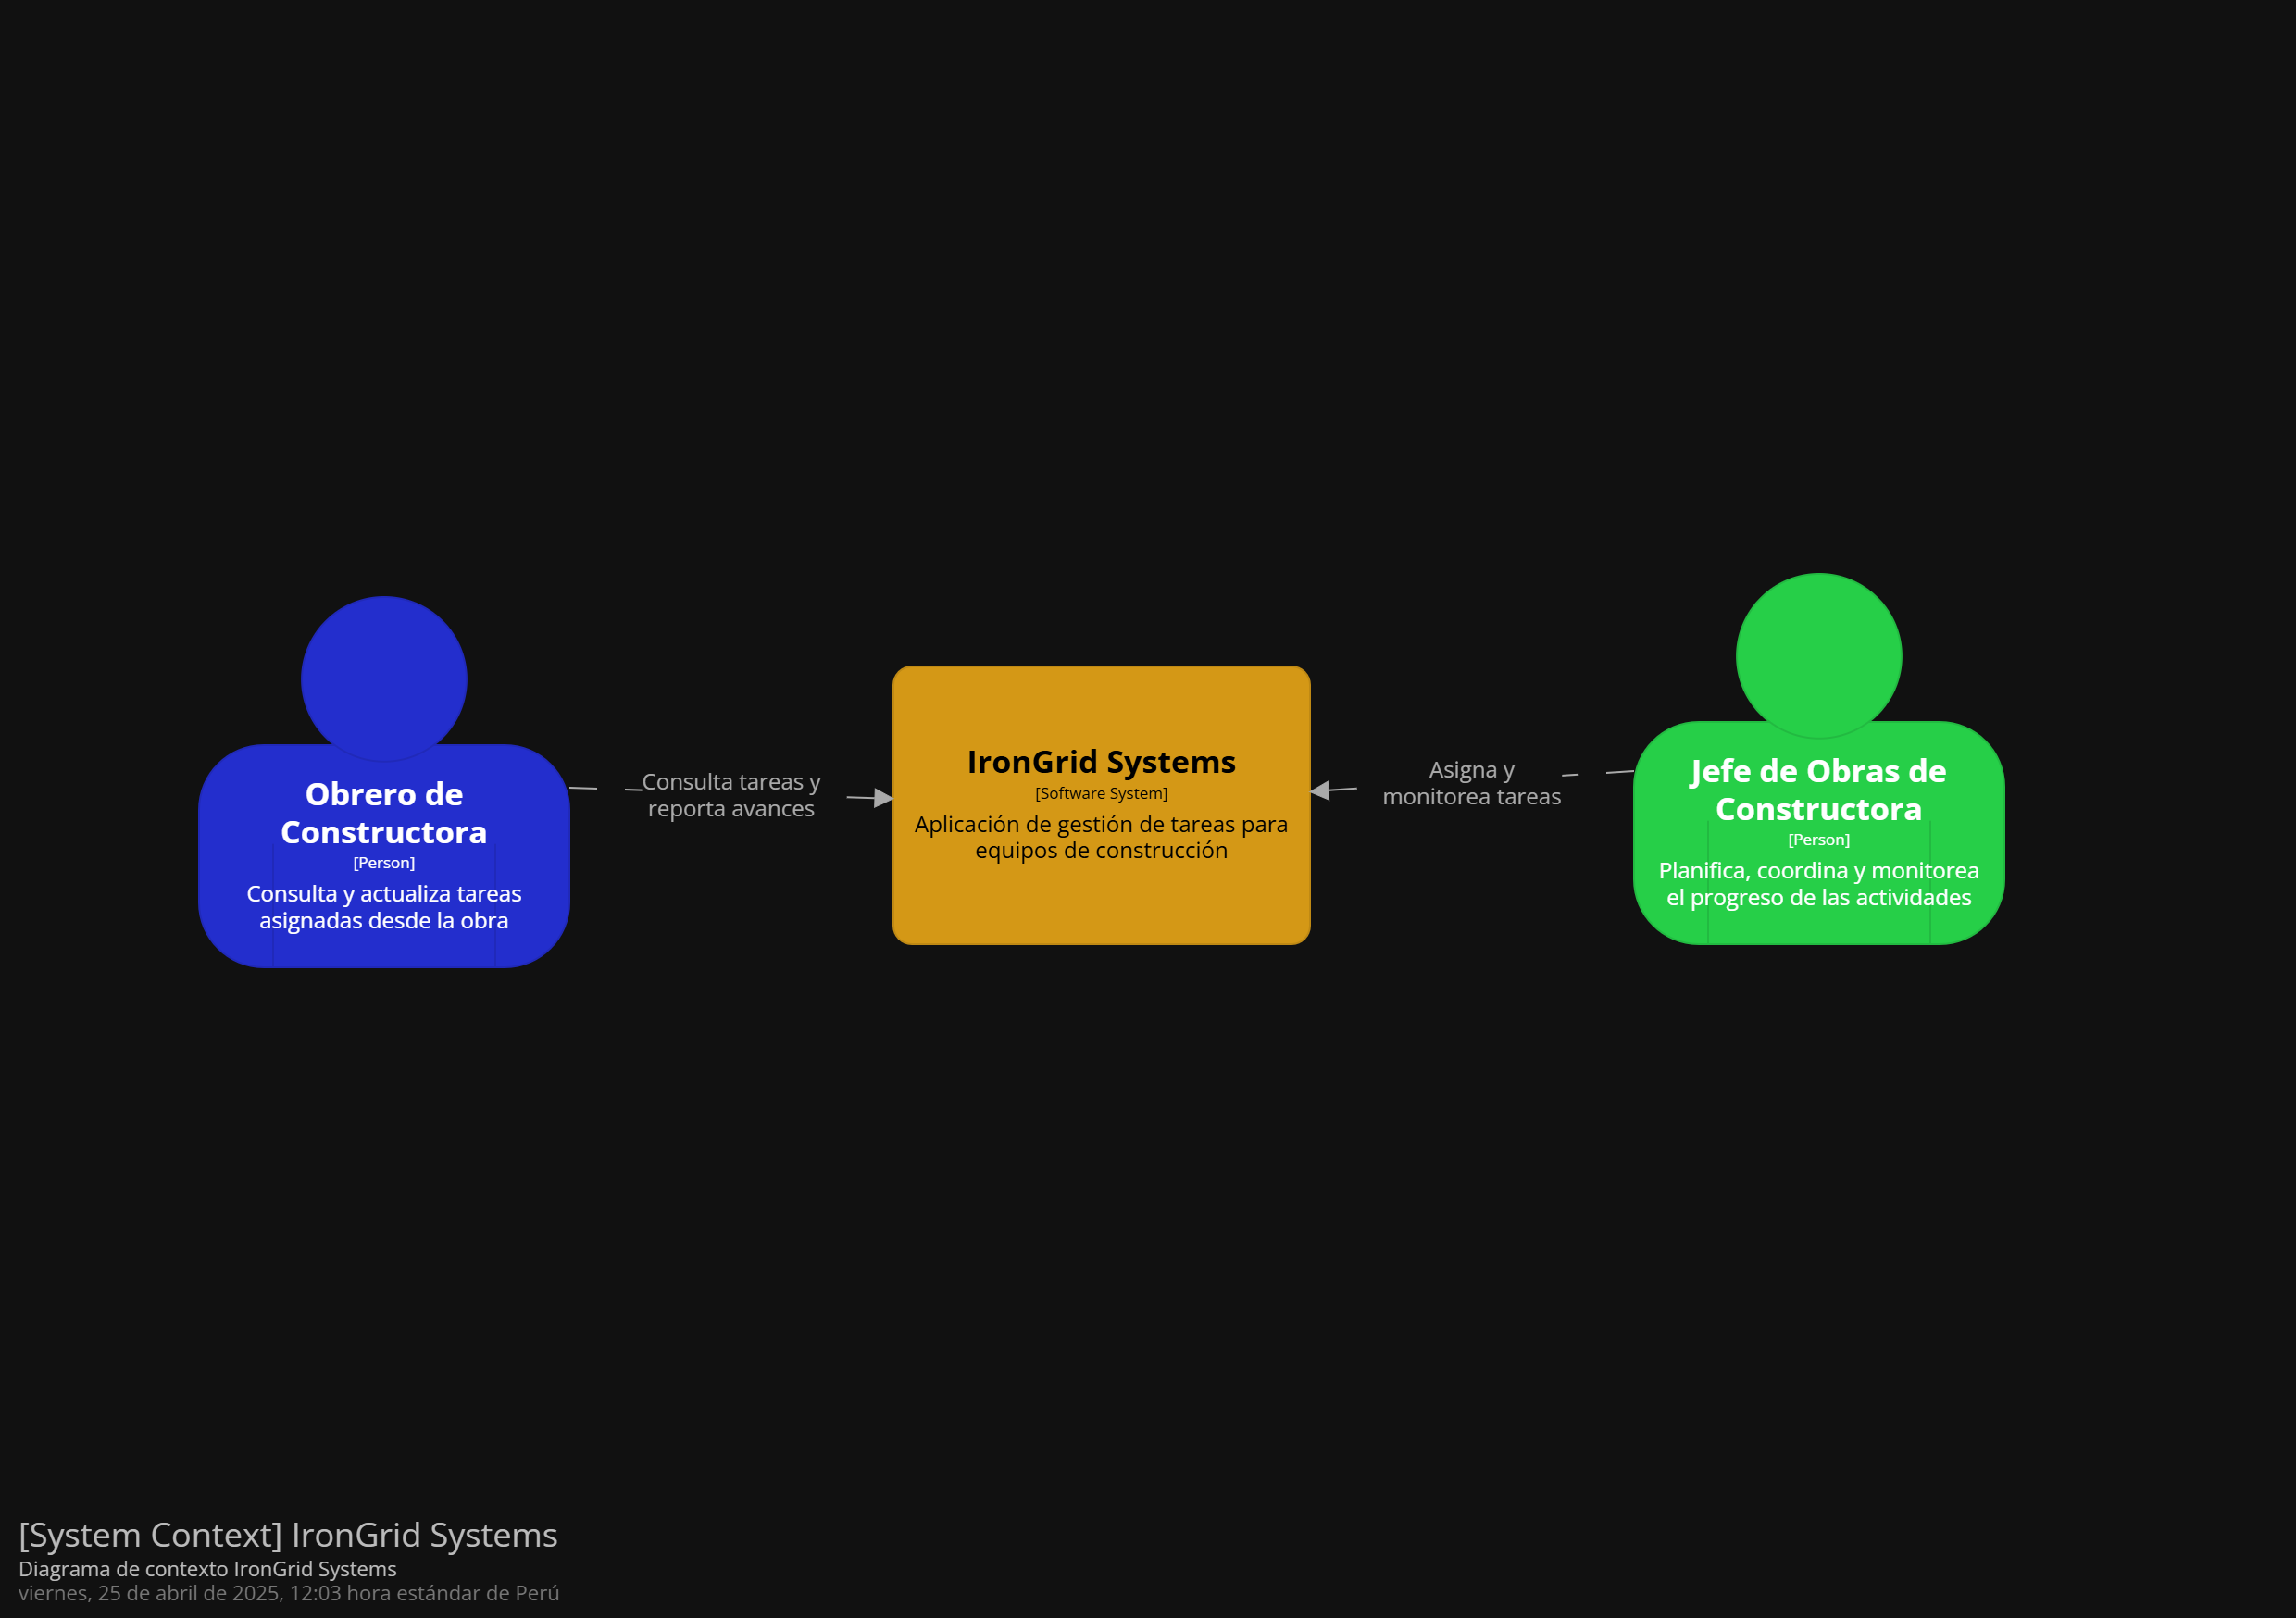 Obrero de
Constructora
[Person]
Consulta y actualiza tareas
asignadas desde la obra
Consulta tareas y
reporta avances
IronGrid Systems
[Software System]
Aplicación de gestión de tareas para
equipos de construcción
Asigna y
monitorea tareas
Jefe de Obras de
Constructora
[Person]
Planifica, coordina y monitorea
el progreso de las actividades
[System Context] IronGrid Systems
Diagrama de contexto IronGrid Systems
viernes, 25 de abril de 2025, 12:03 hora estándar de Perú